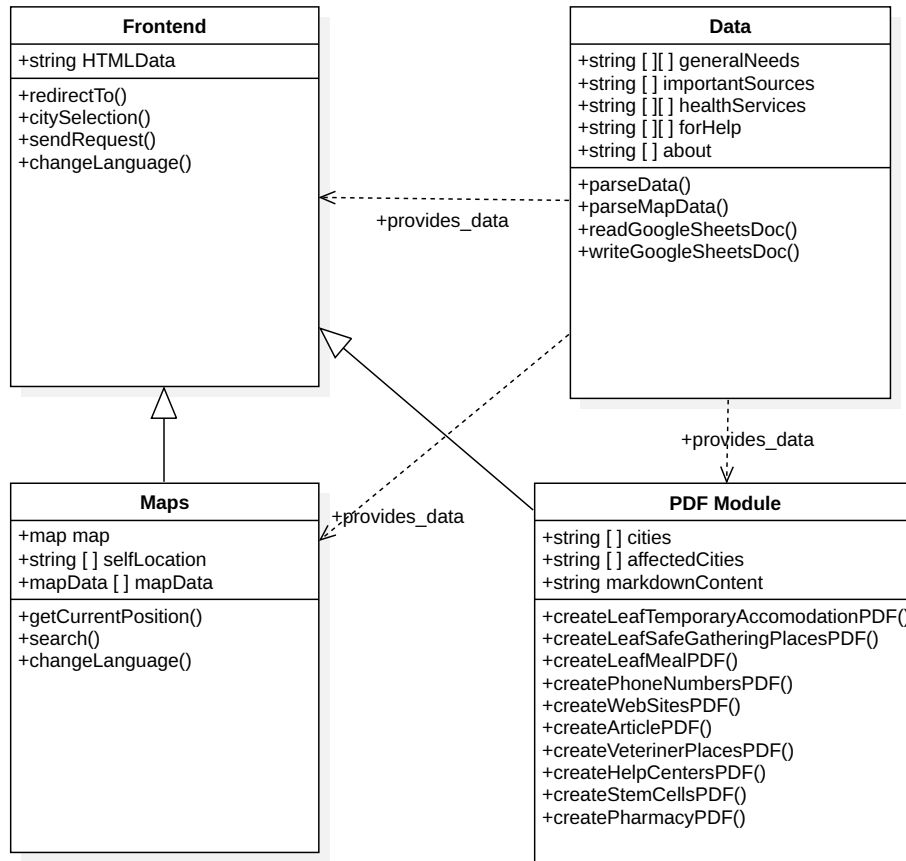 Frontend
+string HTMLData
+redirectTo()
+citySelection()
+sendRequest()
+changeLanguage()
Data
+string [ ][ ] generalNeeds
+string [ ] importantSources
+string [ ][ ] healthServices
+string [ ][ ] forHelp
+string [ ] about
+parseData()
+parseMapData()
+readGoogleSheetsDoc()
+writeGoogleSheetsDoc()
+provides_data
+provides_data
+provides_data
Maps
+map map
+string [ ] selfLocation
+mapData [ ] mapData
+getCurrentPosition()
+search()
+changeLanguage()
PDF Module
+string [ ] cities
+string [ ] affectedCities
+string markdownContent
+createLeafTemporaryAccomodationPDF()
+createLeafSafeGatheringPlacesPDF()
+createLeafMealPDF()
+createPhoneNumbersPDF()
+createWebSitesPDF()
+createArticlePDF()
+createVeterinerPlacesPDF()
+createHelpCentersPDF()
+createStemCellsPDF()
+createPharmacyPDF()